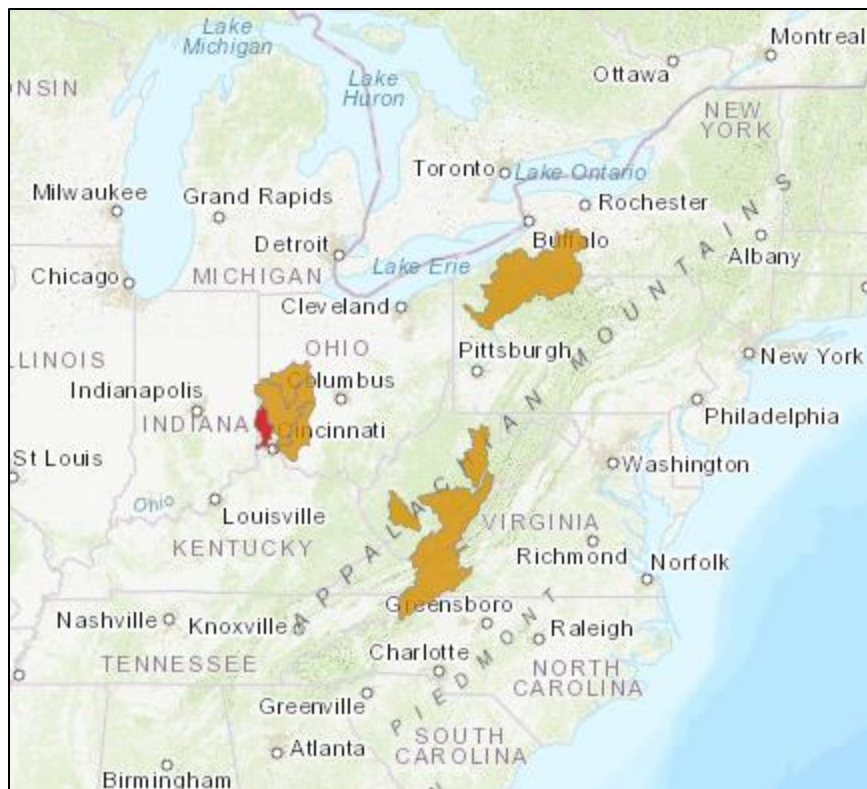 Lake
Michigan
Montreal
Ottawa
Lake
Huron
ONSIN
NEW
YORK
Toronto
Lake Ontario
Milwaukee
Grand Rapids
Rochester
Detroit
Buffalo
Albany
Lake Erie
MICHIGAN
Chicago
Cleveland
OHIO
Pittsburgh
New York
LLINOIS
Columbus
Indianapolis
Philadelphia
INDIANA
Cincinnati
St Louis
Washington
Ohio
Louisville
VIRGINIA
KENTUCKY
Richmond
Norfolk
APPALACHIAN MOUNTAINS
Greensboro
Nashville
Knoxville
Raleigh
Charlotte
TENNESSEE
NORTH
CAROLINA
PIEDMONT
Greenville
SOUTH
CAROLINA
Atlanta
Birmingham